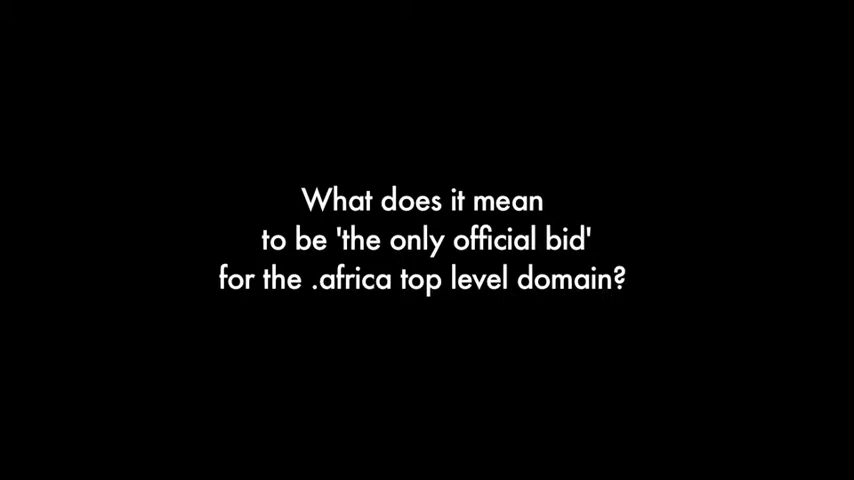 What does it mean
to be 'the only official bid'
for the .africa top level domain?